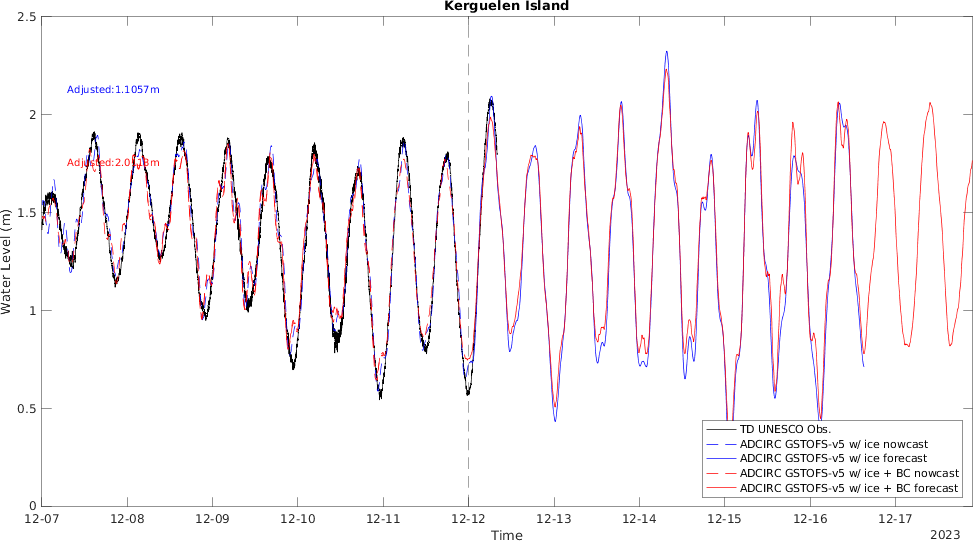 Kerguelen Island
2.5
2
1.5
1
0.5
0
Water Level (m)
Adjusted:1.1057m
12-07
12-08
12-09
12-10
12-11
12-12
12-13
12-14
12-15
12-16
12-17
Time
2023
TD UNESCO Obs.
ADCIRC GSTOFS-v5 w/ ice nowcast
ADCIRC GSTOFS-v5 w/ ice forecast
ADCIRC GSTOFS-v5 w/ ice + BC nowcast
ADCIRC GSTOFS-v5 w/ ice + BC forecast